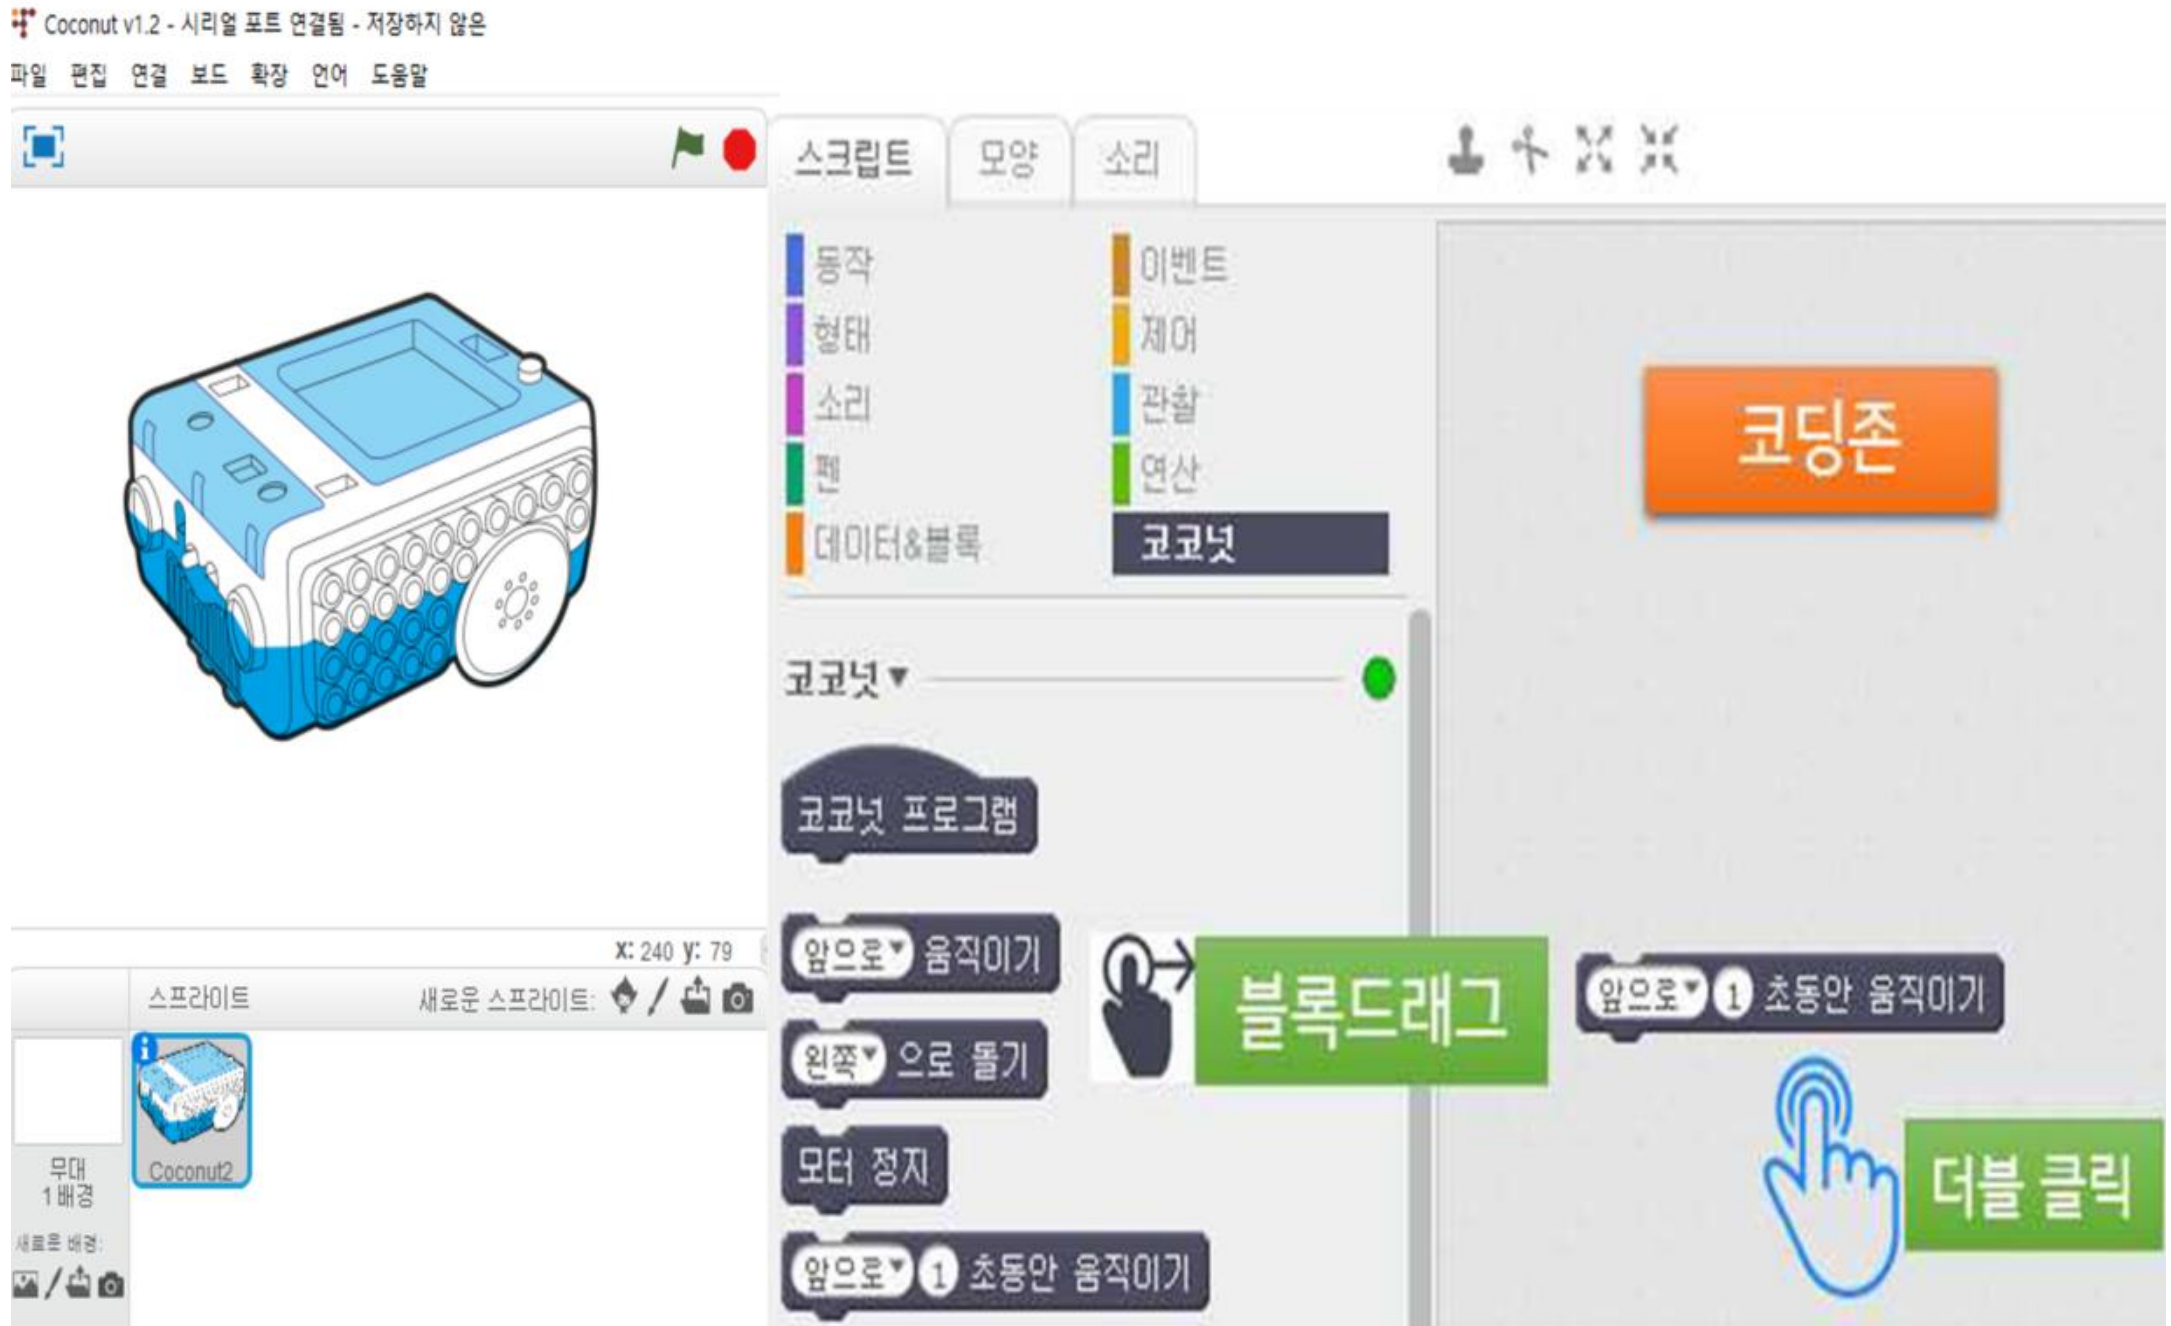 Coconut v1.2 - 시리얼 포트 연결됨 - 저장하지 않은
파일 편집 연결 보드 확장 언어 도움말
스크립트 모양 소리
동작 이벤트
형태 제어
소리 관찰
펜 연산
데이터&블록 코코넛
코딩존
코코넛
코코넛 프로그램
앞으로 움직이기
왼쪽 으로 돌기
모터 정지
앞으로 1 초동안 움직이기
블록드래그
앞으로 1 초동안 움직이기
더블 클릭
x: 240 y: 79
스프라이트 새로운 스프라이트:
Coconut2
무대
1 배경
새로운 배경: